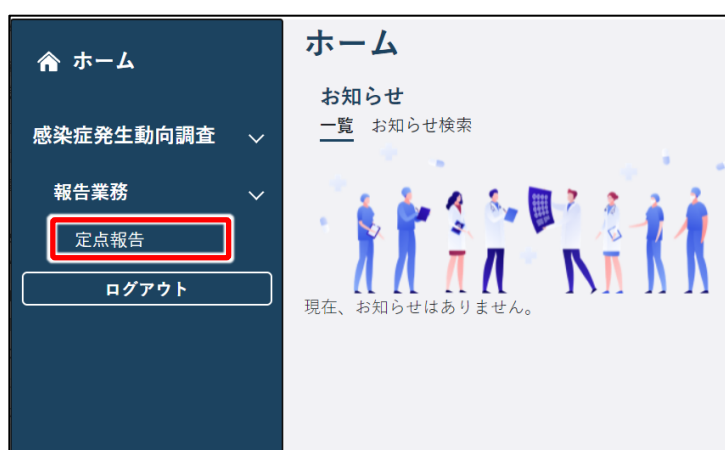 ホーム
感染症発生動向調査
報告業務
定点報告
ログアウト
ホーム
お知らせ
一覧 お知らせ検索
現在、お知らせはありません。